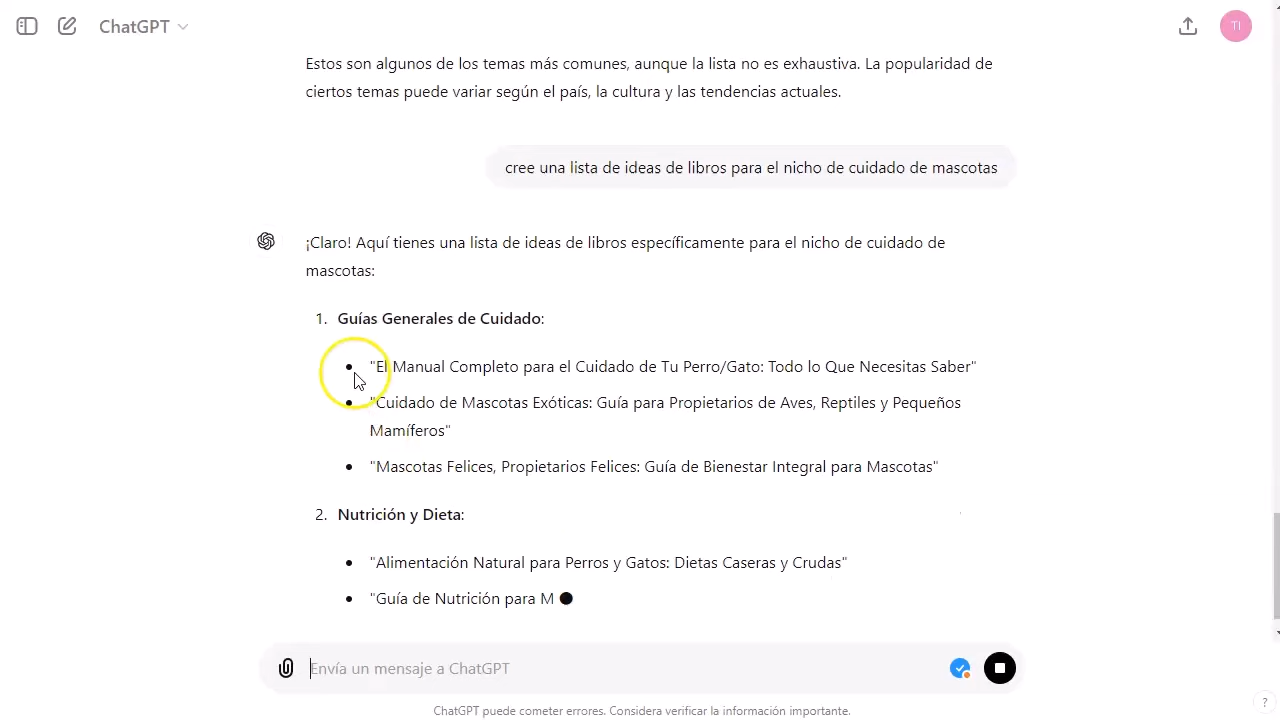 ChatGPT
TI
Estos son algunos de los temas más comunes, aunque la lista no es exhaustiva. La popularidad de
ciertos temas puede variar según el país, la cultura y las tendencias actuales.
cree una lista de ideas de libros para el nicho de cuidado de mascotas
¡Claro! Aquí tienes una lista de ideas de libros específicamente para el nicho de cuidado de
mascotas:
1. Guías Generales de Cuidado:
• "El Manual Completo para el Cuidado de Tu Perro/Gato: Todo lo Que Necesitas Saber"
• "Cuidado de Mascotas Exóticas: Guía para Propietarios de Aves, Reptiles y Pequeños
Mamíferos"
• "Mascotas Felices, Propietarios Felices: Guía de Bienestar Integral para Mascotas"
2. Nutrición y Dieta:
• "Alimentación Natural para Perros y Gatos: Dietas Caseras y Crudas"
• "Guía de Nutrición para M
Envía un mensaje a ChatGPT
ChatGPT puede cometer errores. Considera verificar la información importante.
?